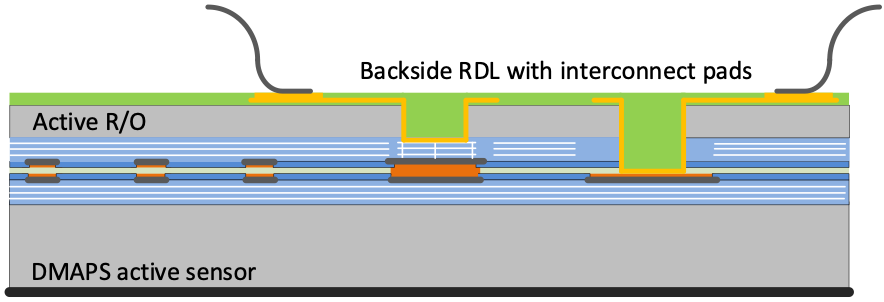 Backside RDL with interconnect pads
Active R/O
DMAPS active sensor